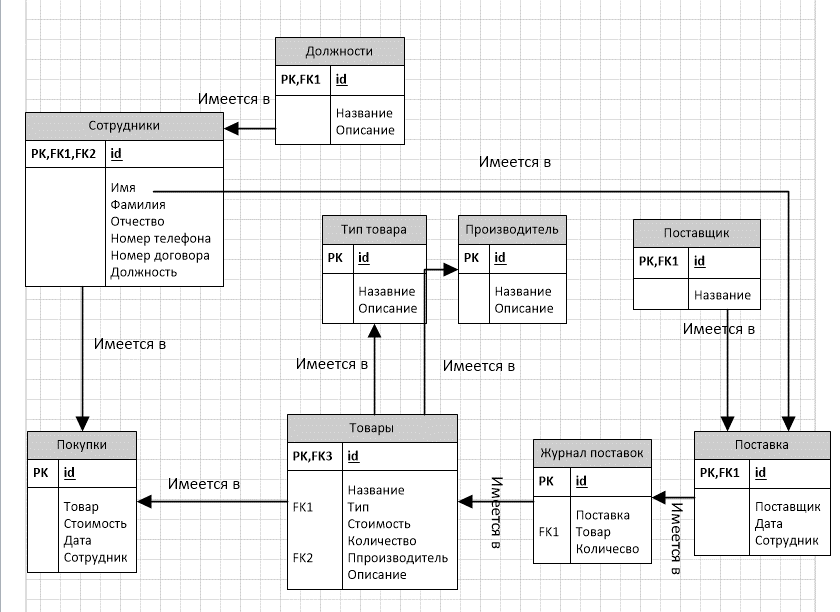 Должности
PK,FK1 id
Название
Описание
Имеется в
Сотрудники
PK,FK1,FK2 id
Имя
Фамилия
Отчество
Номер телефона
Номер договора
Должность
Имеется в
Тип товара
PK id
Назавние
Описание
Производитель
PK id
Название
Описание
Поставщик
PK,FK1 id
Название
Имеется в
Имеется в
Имеется в
Имеется в
Покупки
PK id
Товар
Стоимость
Дата
Сотрудник
Имеется в
Товары
PK,FK3 id
Название
FK1 Тип
Стоимость
Количество
FK2 Ппроизводитель
Описание
Имеется в
Журнал поставок
PK id
Поставка
FK1 Товар
Количесво
Имеется в
Поставка
PK,FK1 id
Поставщик
Дата
Сотрудник